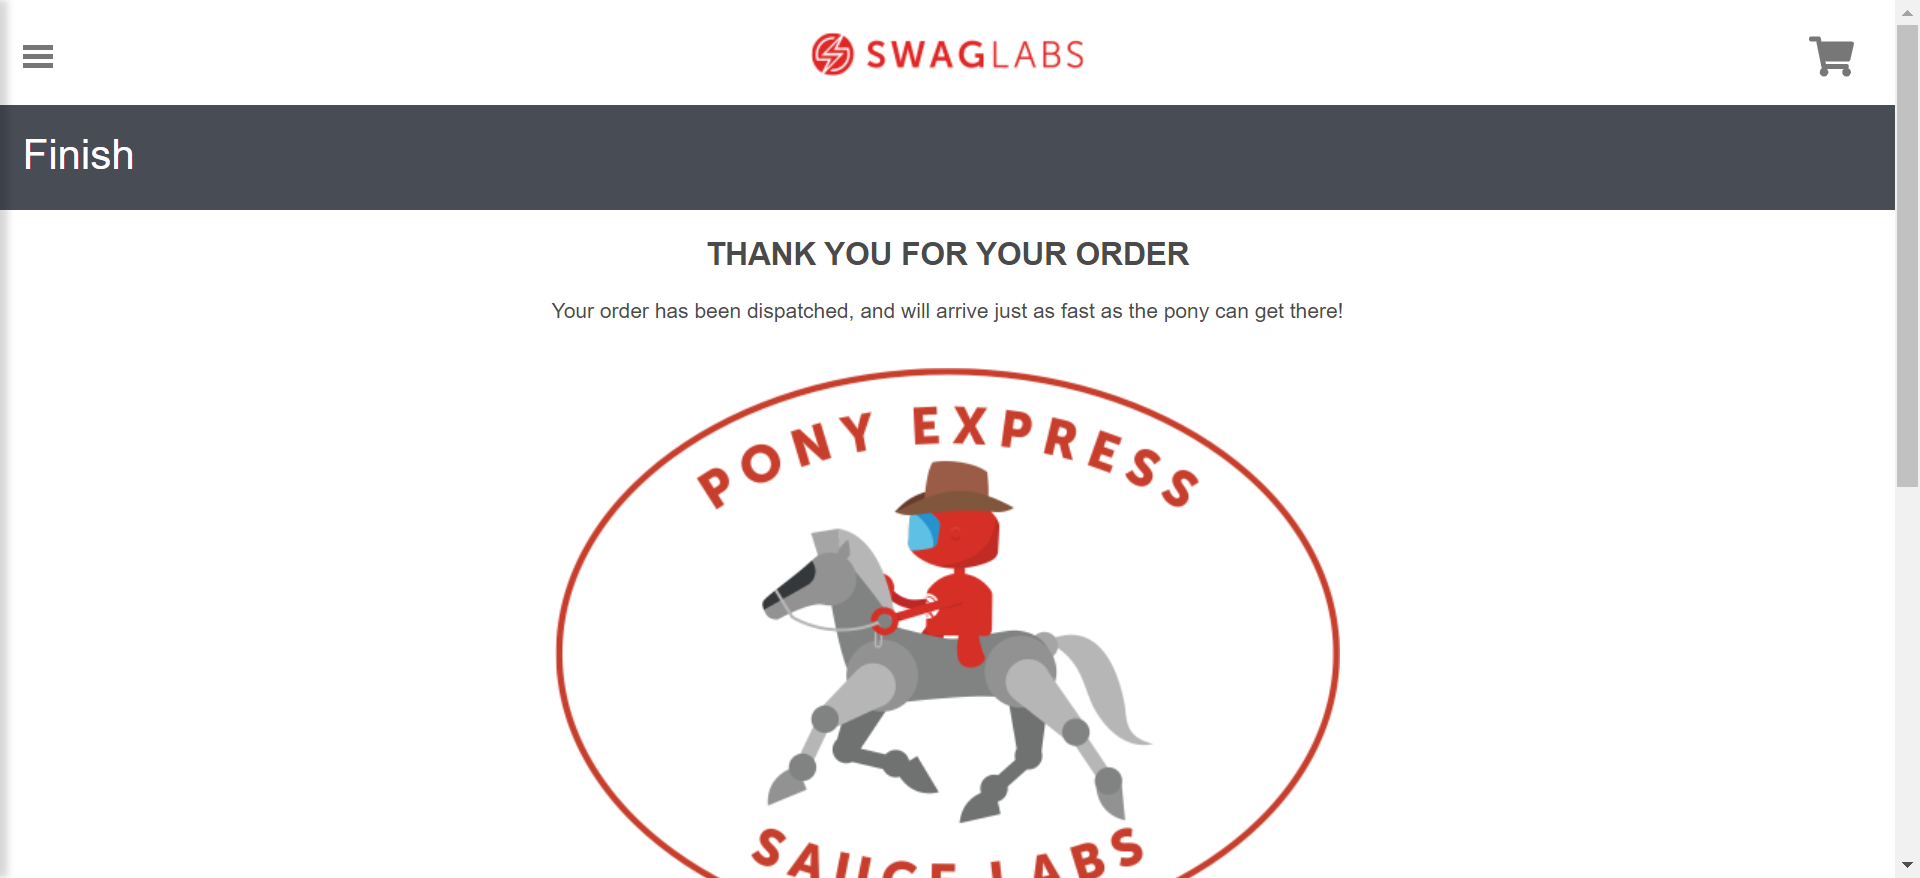 SWAGLABS
Finish
THANK YOU FOR YOUR ORDER
Your order has been dispatched, and will arrive just as fast as the pony can get there!
PONY EXPRESS
SAUCE LABS